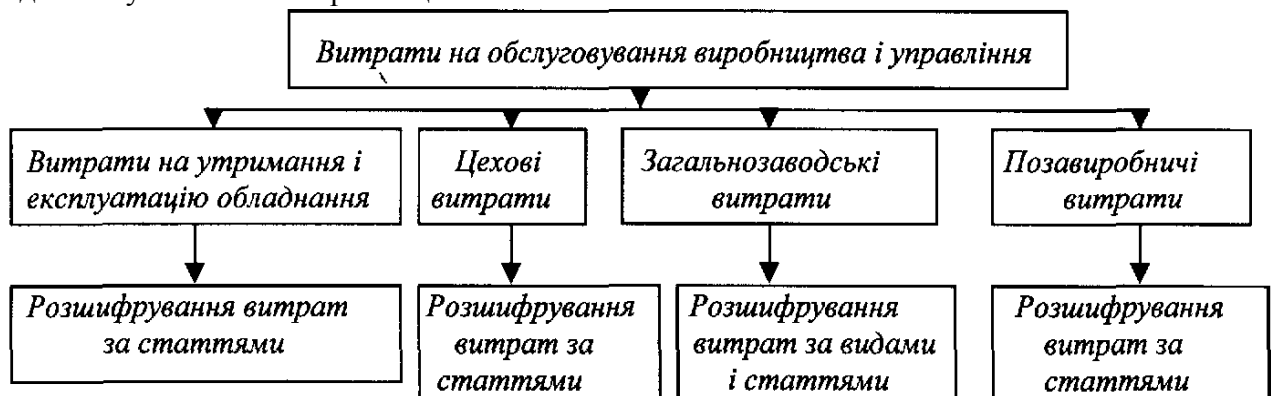 Витрати на обслуговування виробництва і управління
Витрати на утримання і
експлуатацію обладнання
Цехові
витрати
Загальнозаводські
витрати
Позавиробничі
витрати
Розшифрування витрат
за статтями
Розшифрування
витрат за
статтями
Розшифрування
витрат за видами
і статтями
Розшифрування
витрат за
статтями